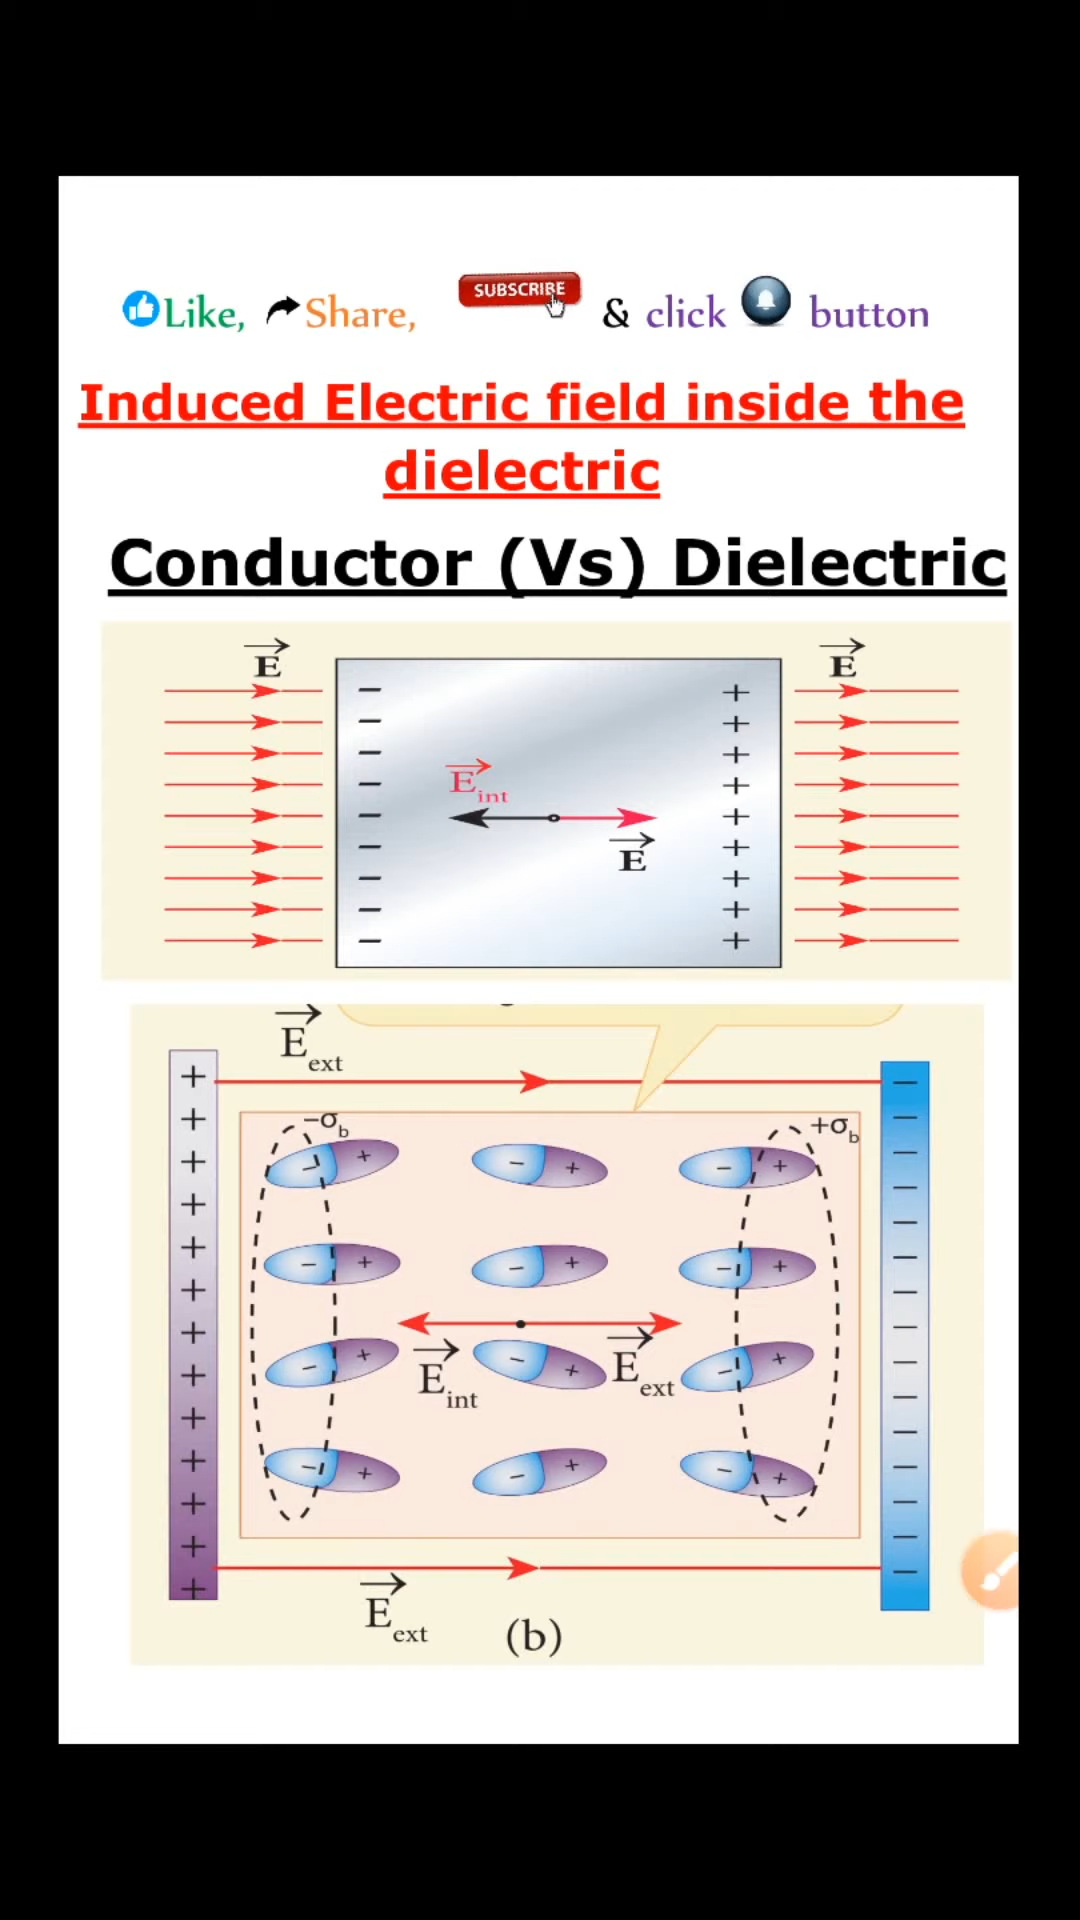 Like, Share, SUBSCRIBE & click button
Induced Electric field inside the
dielectric
Conductor (Vs) Dielectric
E E
− +
− +
− +
− +
− +
− +
− +
− +
− +
E int
E
E ext
−σb +σb
E int E ext
E ext
(b)